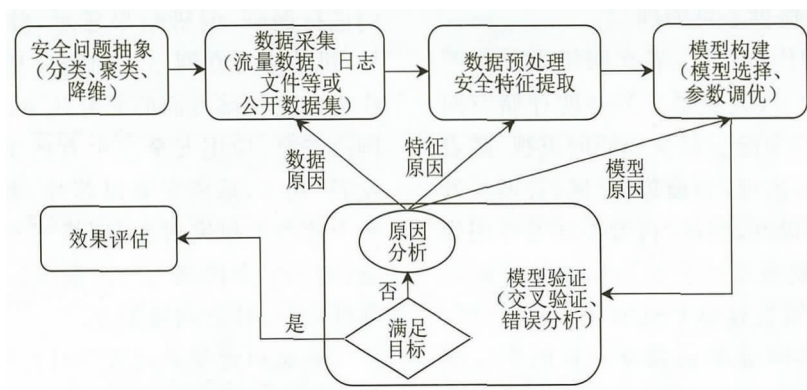 安全问题抽象
(分类、聚类、
降维)
数据采集
(流量数据、日志
文件等或
公开数据集)
数据预处理
安全特征提取
模型构建
(模型选择、
参数调优)
数据
原因
特征
原因
模型
原因
效果评估
原因
分析
模型验证
(交叉验证、
错误分析)
否
是
满足
目标